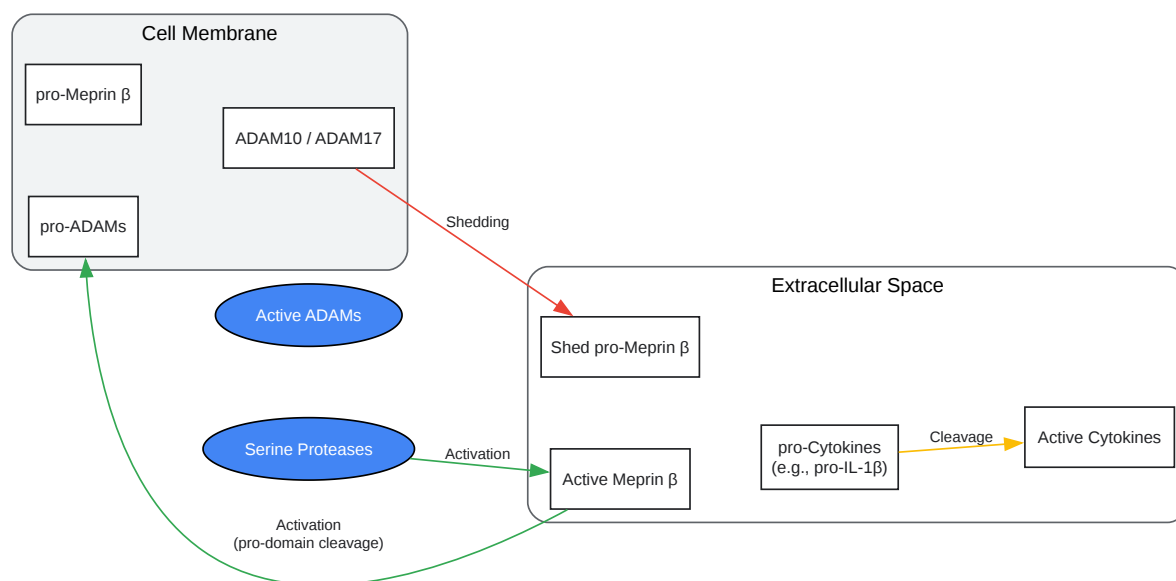 Cell Membrane
pro-Meprin β
ADAM10 / ADAM17
pro-ADAMs
Shedding
Extracellular Space
Active ADAMs
Shed pro-Meprin β
Serine Proteases
Activation
Active Meprin β
pro-Cytokines
(e.g., pro-IL-1β)
Cleavage
Active Cytokines
Activation
(pro-domain cleavage)